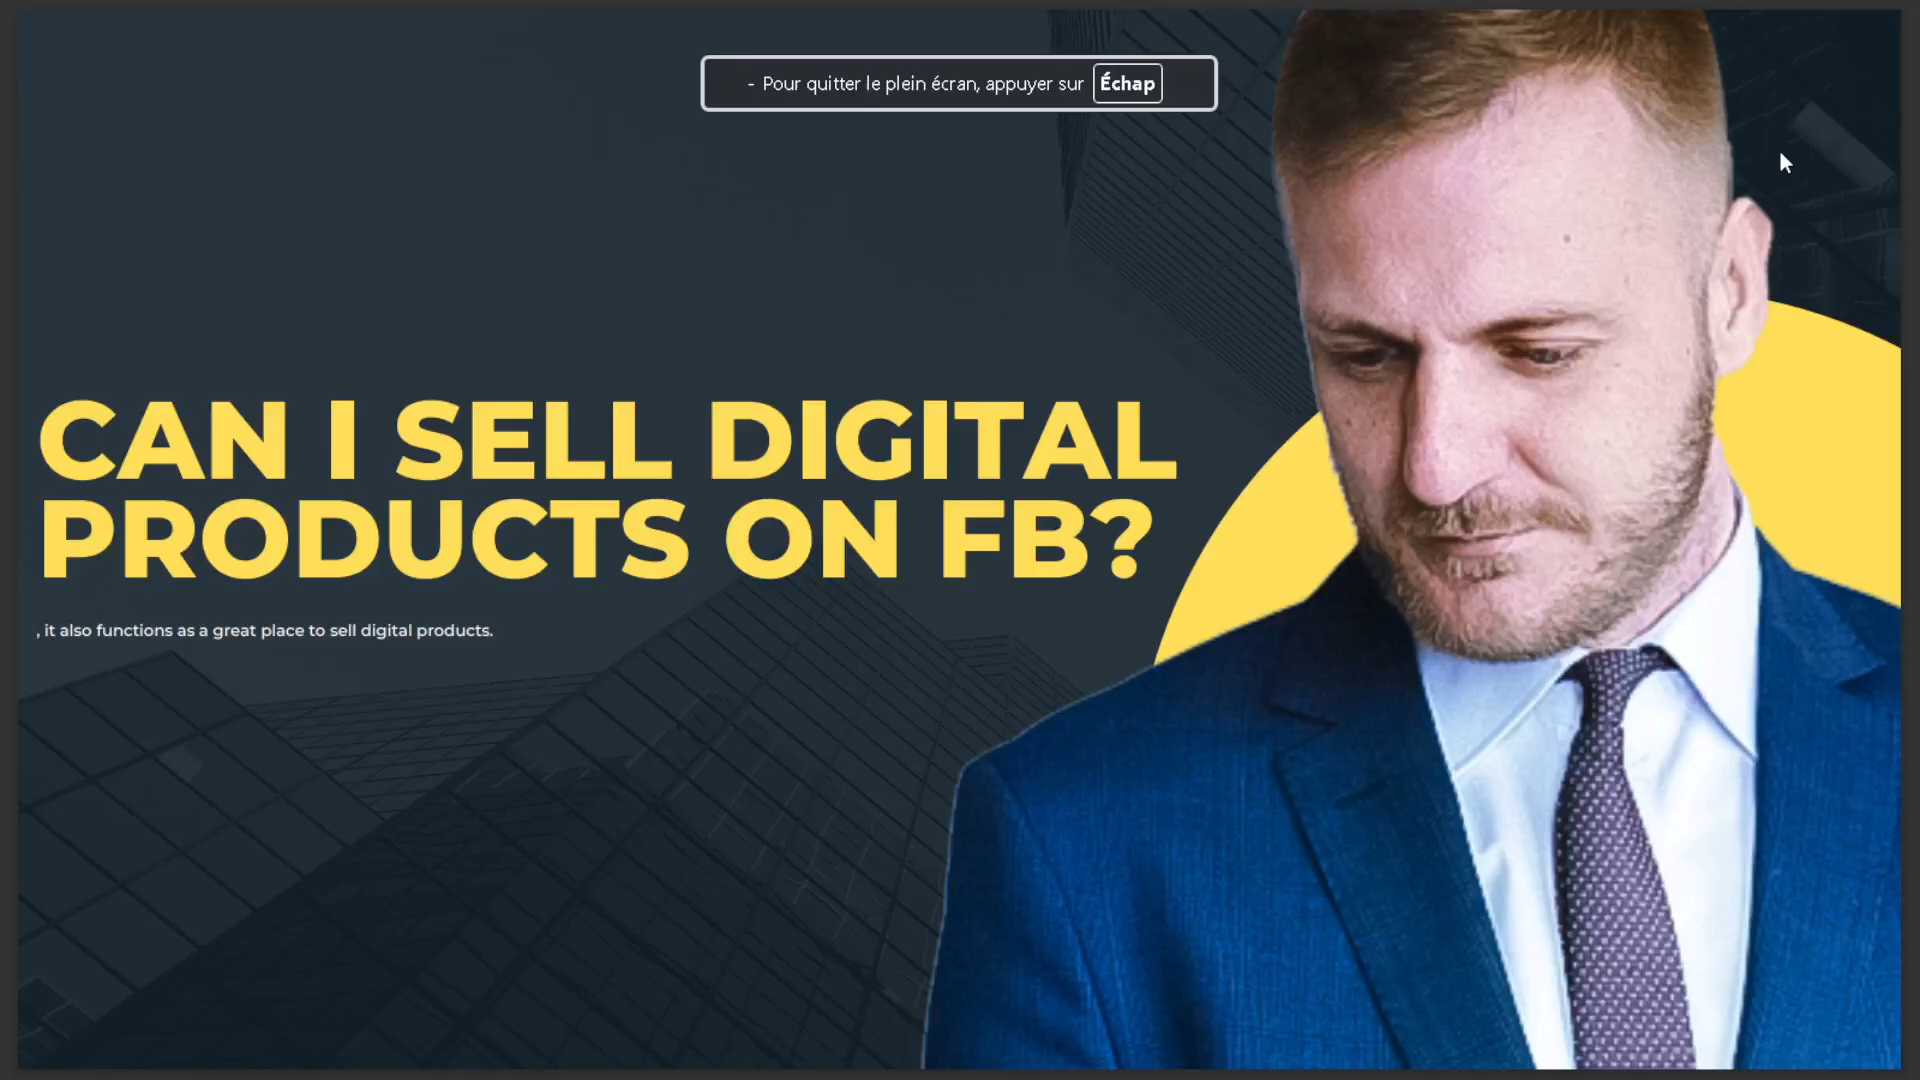 - Pour quitter le plein écran, appuyer sur Échap
CAN I SELL DIGITAL
PRODUCTS ON FB?
, it also functions as a great place to sell digital products.